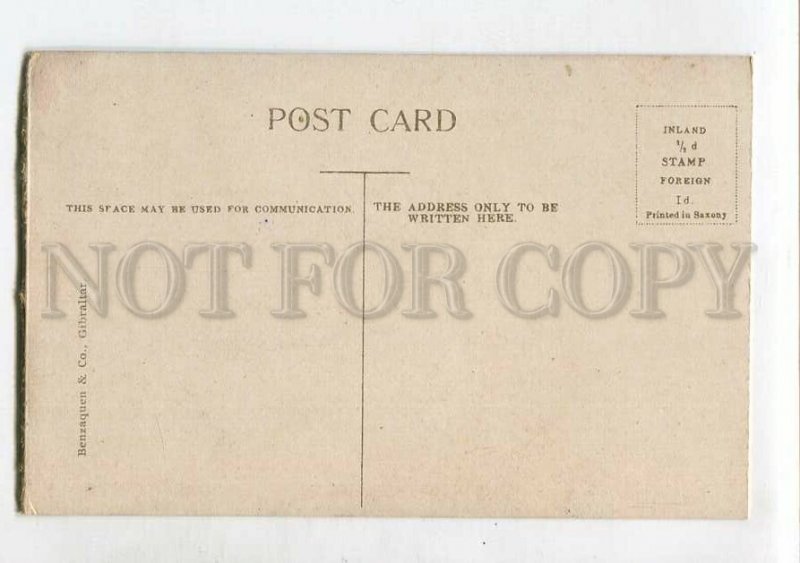 POST CARD
INLAND
½ d
STAMP
FOREIGN
1d
Printed in Saxony
THIS SPACE MAY BE USED FOR COMMUNICATION.
THE ADDRESS ONLY TO BE
WRITTEN HERE.
NOT FOR COPY
Benzaquen & Co., Gibraltar